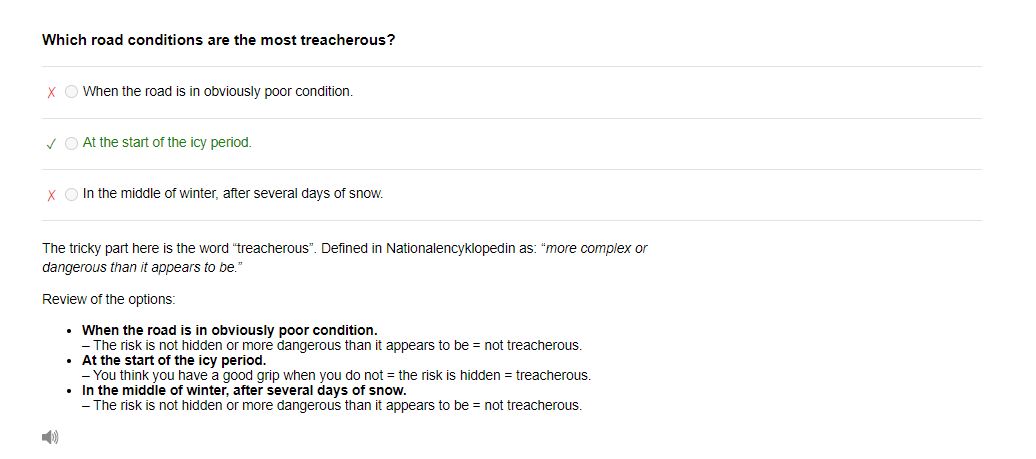 Which road conditions are the most treacherous?
X When the road is in obviously poor condition.
✓ At the start of the icy period.
X In the middle of winter, after several days of snow.
The tricky part here is the word “treacherous”. Defined in Nationalencyklopedin as: “more complex or
dangerous than it appears to be.”
Review of the options:
• When the road is in obviously poor condition.
– The risk is not hidden or more dangerous than it appears to be = not treacherous.
• At the start of the icy period.
– You think you have a good grip when you do not = the risk is hidden = treacherous.
• In the middle of winter, after several days of snow.
– The risk is not hidden or more dangerous than it appears to be = not treacherous.